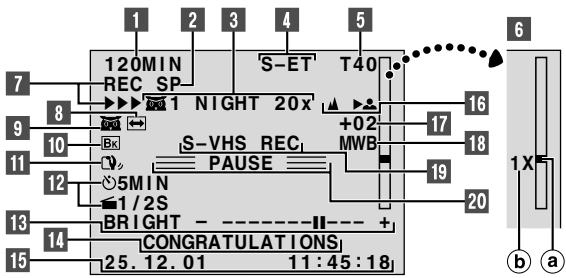 1 2 3 4 5 6
120MIN S-ET T40
7 REC SP
8 1 NIGHT 20x 16
9 +02 17
10 BK MWB 18
S-VHS REC 19
11 PAUSE 20
1X
12 5MIN
1/2S
b a
13 BRIGHT - --------▮▮--- +
14 CONGRATULATIONS
15 25.12.01 11:45:18